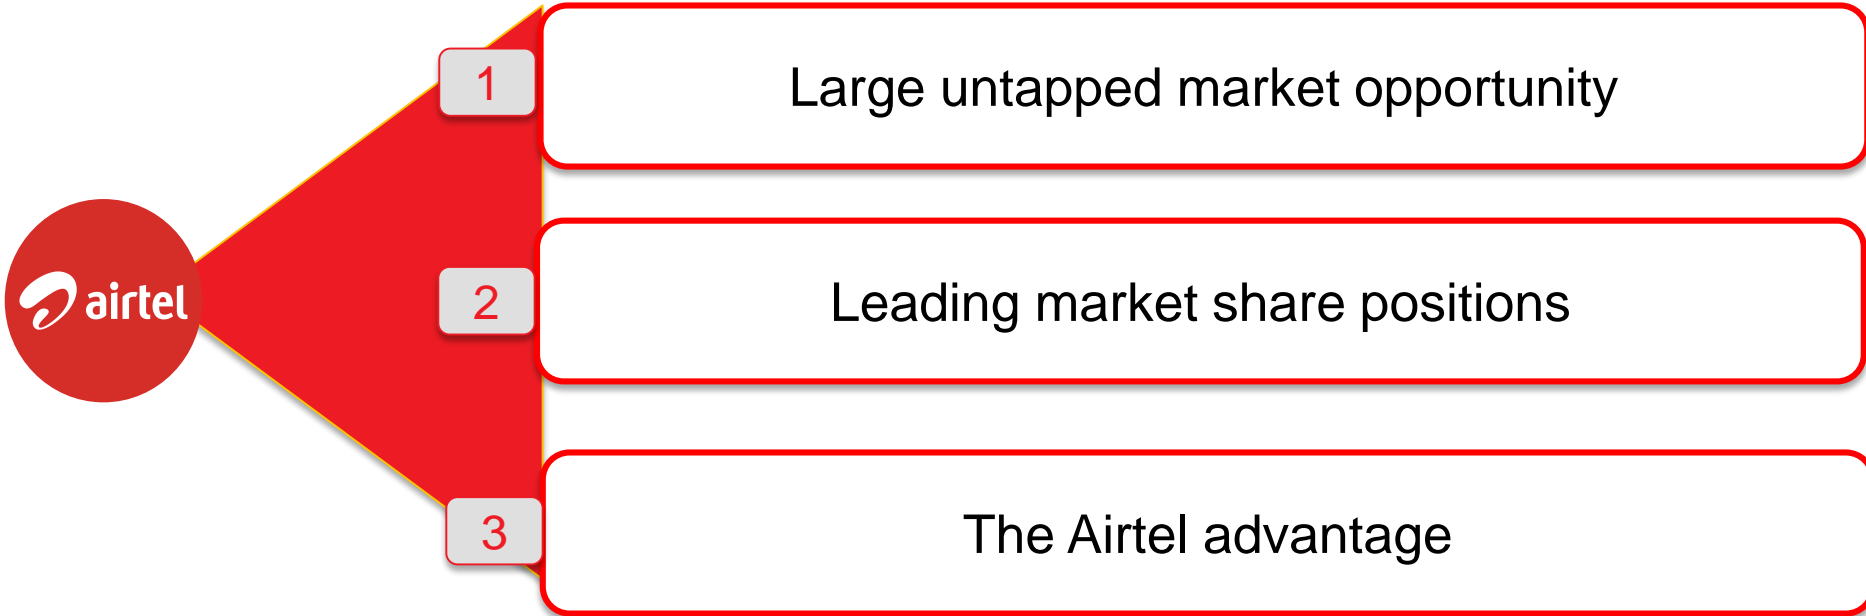 1
Large untapped market opportunity
airtel
2
Leading market share positions
3
The Airtel advantage